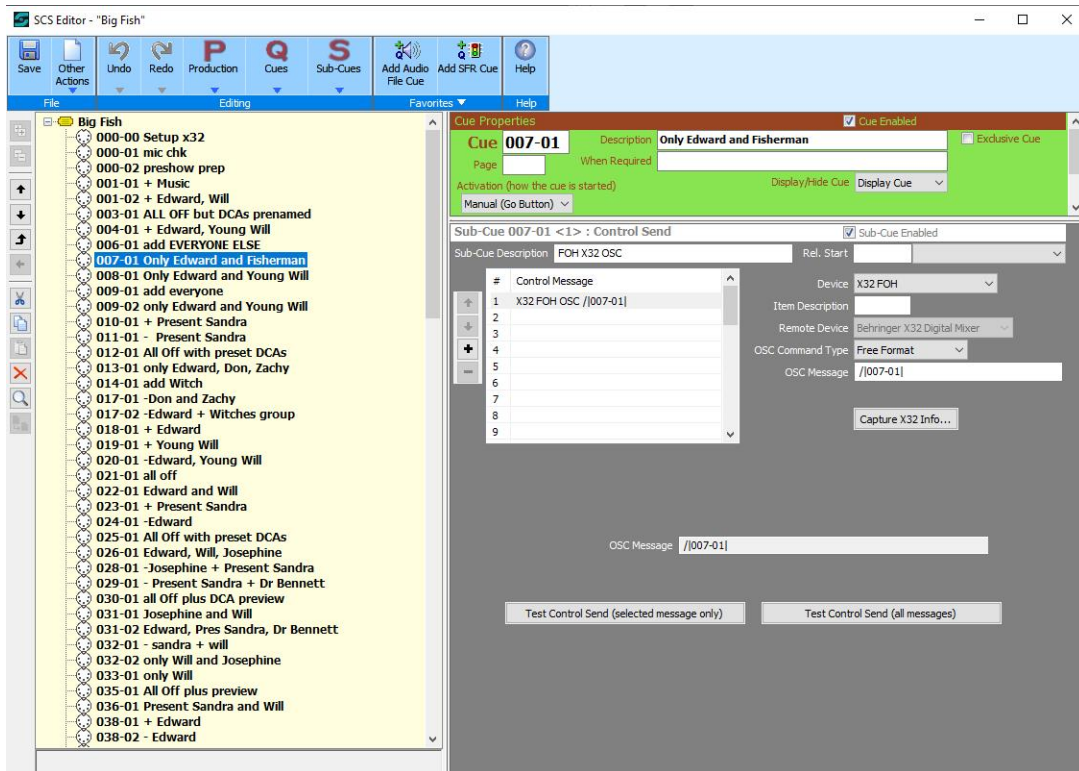 SCS Editor - "Big Fish"
Save
Other Actions
Undo
Redo
P Production
Q Cues
S Sub-Cues
Add Audio File Cue
Add SFR Cue
Help
File
Editing
Favorites
Help
Big Fish
000-00 Setup x32
000-01 mic chk
000-02 preshow prep
001-01 + Music
001-02 + Edward, Will
003-01 ALL OFF but DCAs prenamed
004-01 + Edward, Young Will
006-01 add EVERYONE ELSE
007-01 Only Edward and Fisherman
008-01 Only Edward and Young Will
009-01 add everyone
009-02 only Edward and Young Will
010-01 + Present Sandra
011-01 - Present Sandra
012-01 All Off with preset DCAs
013-01 only Edward, Don, Zachy
014-01 add Witch
017-01 -Don and Zachy
017-02 -Edward + Witches group
018-01 + Edward
019-01 + Young Will
020-01 -Edward, Young Will
021-01 all off
022-01 Edward and Will
023-01 + Present Sandra
024-01 -Edward
025-01 All Off with preset DCAs
026-01 Edward, Will, Josephine
028-01 -Josephine + Present Sandra
029-01 - Present Sandra + Dr Bennett
030-01 all Off plus DCA preview
031-01 Josephine and Will
031-02 Edward, Pres Sandra, Dr Bennett
032-01 - sandra + will
032-02 only Will and Josephine
033-01 only Will
035-01 All Off plus preview
036-01 Present Sandra and Will
038-01 + Edward
038-02 - Edward
Cue Properties
Cue Enabled
Cue 007-01
Description Only Edward and Fisherman
Exclusive Cue
Page
When Required
Activation (how the cue is started)
Display/Hide Cue Display Cue
Manual (Go Button)
Sub-Cue 007-01 <1> : Control Send
Sub-Cue Enabled
Sub-Cue Description FOH X32 OSC
Rel. Start
# Control Message
1 X32 FOH OSC /|007-01|
2
3
4
5
6
7
8
9
Device X32 FOH
Item Description
Remote Device Behringer X32 Digital Mixer
OSC Command Type Free Format
OSC Message /|007-01|
Capture X32 Info...
OSC Message /|007-01|
Test Control Send (selected message only)
Test Control Send (all messages)